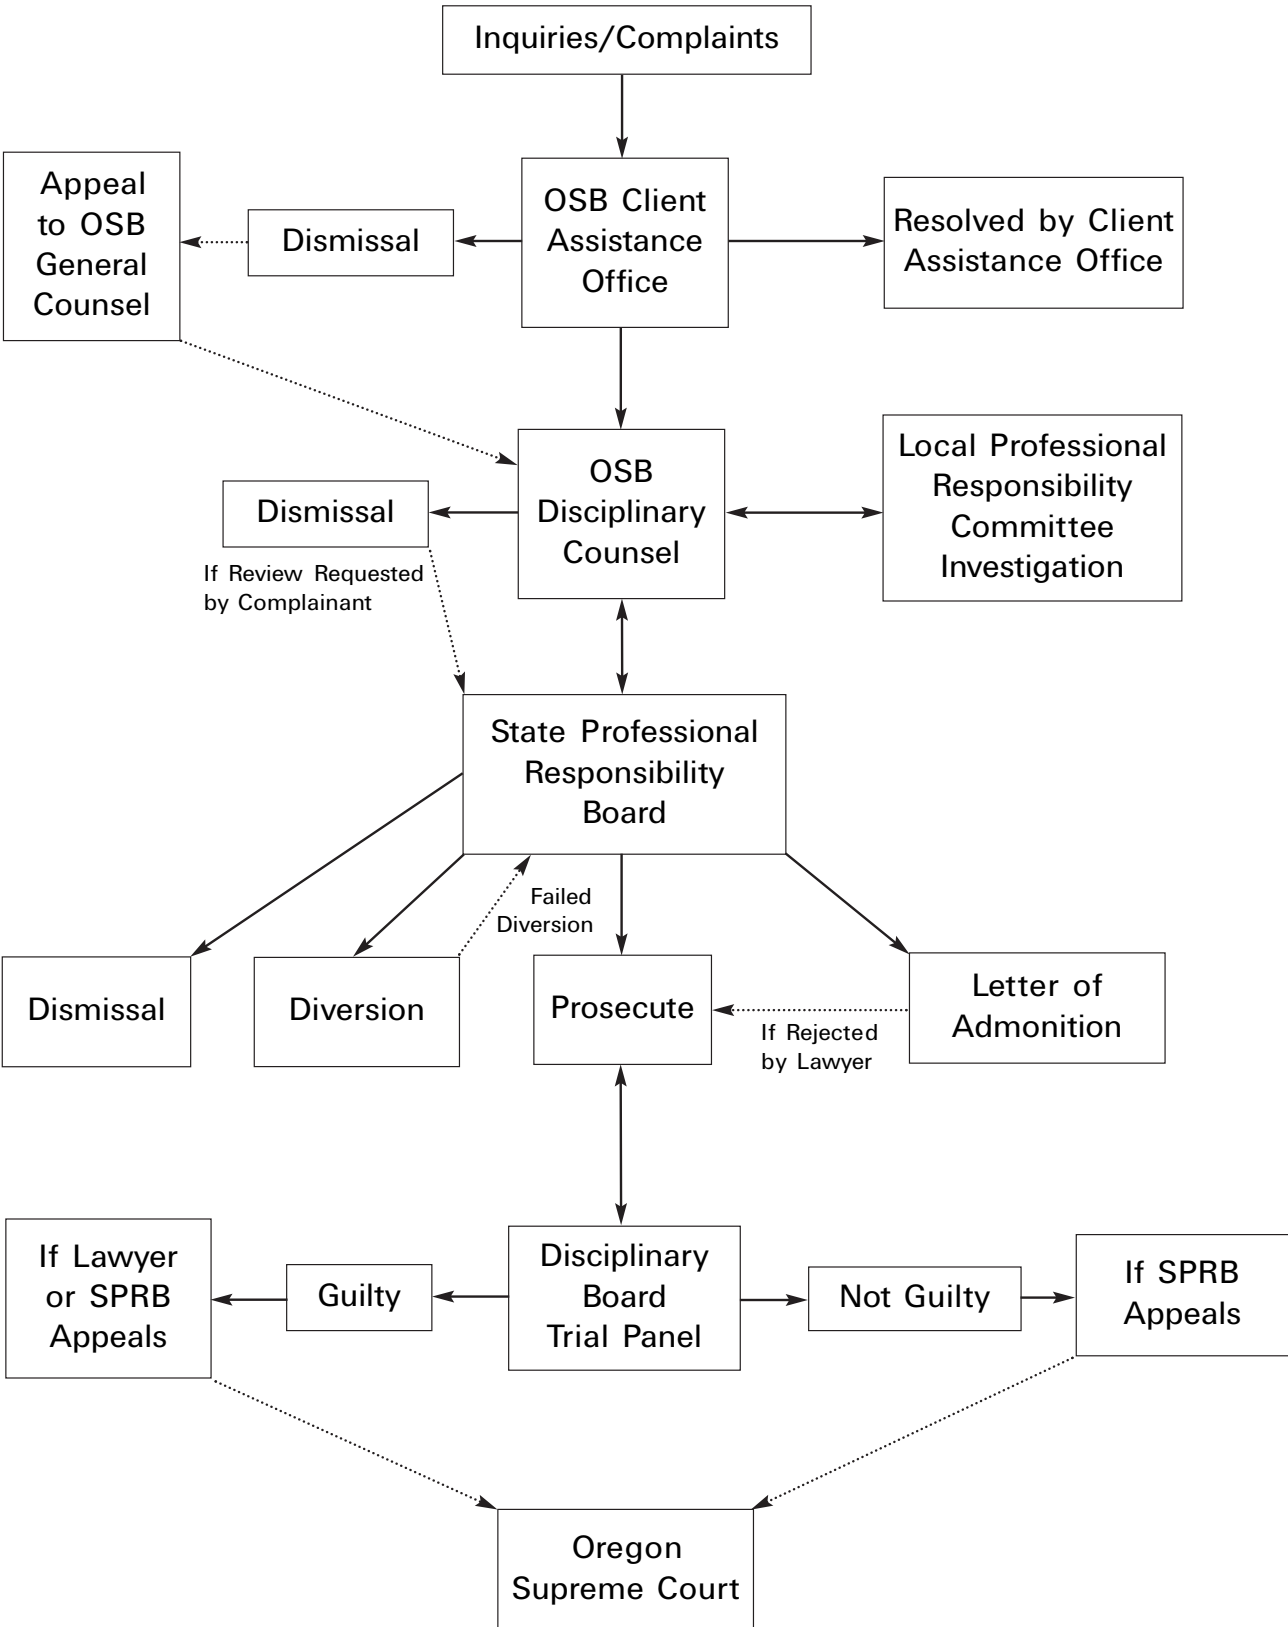 Inquiries/Complaints
Appeal
to OSB
General
Counsel
Dismissal
OSB Client
Assistance
Office
Resolved by Client
Assistance Office
Dismissal
If Review Requested
by Complainant
OSB
Disciplinary
Counsel
Local Professional
Responsibility
Committee
Investigation
State Professional
Responsibility
Board
Failed
Diversion
Dismissal
Diversion
Prosecute
If Rejected
by Lawyer
Letter of
Admonition
If Lawyer
or SPRB
Appeals
Guilty
Disciplinary
Board
Trial Panel
Not Guilty
If SPRB
Appeals
Oregon
Supreme Court